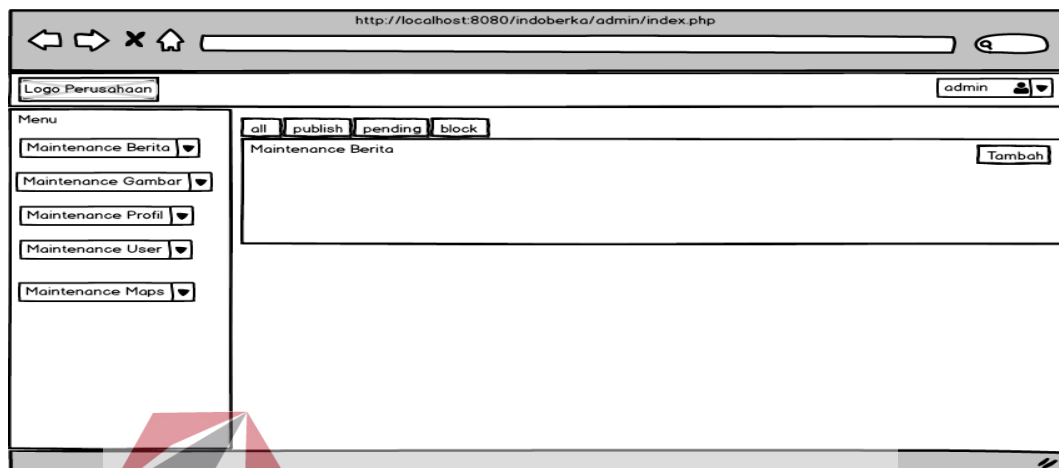 http://localhost:8080/indoberka/admin/index.php
Logo Perusahaan
admin
Menu
Maintenance Berita
Maintenance Gambar
Maintenance Profil
Maintenance User
Maintenance Maps
all publish pending block
Maintenance Berita
Tambah